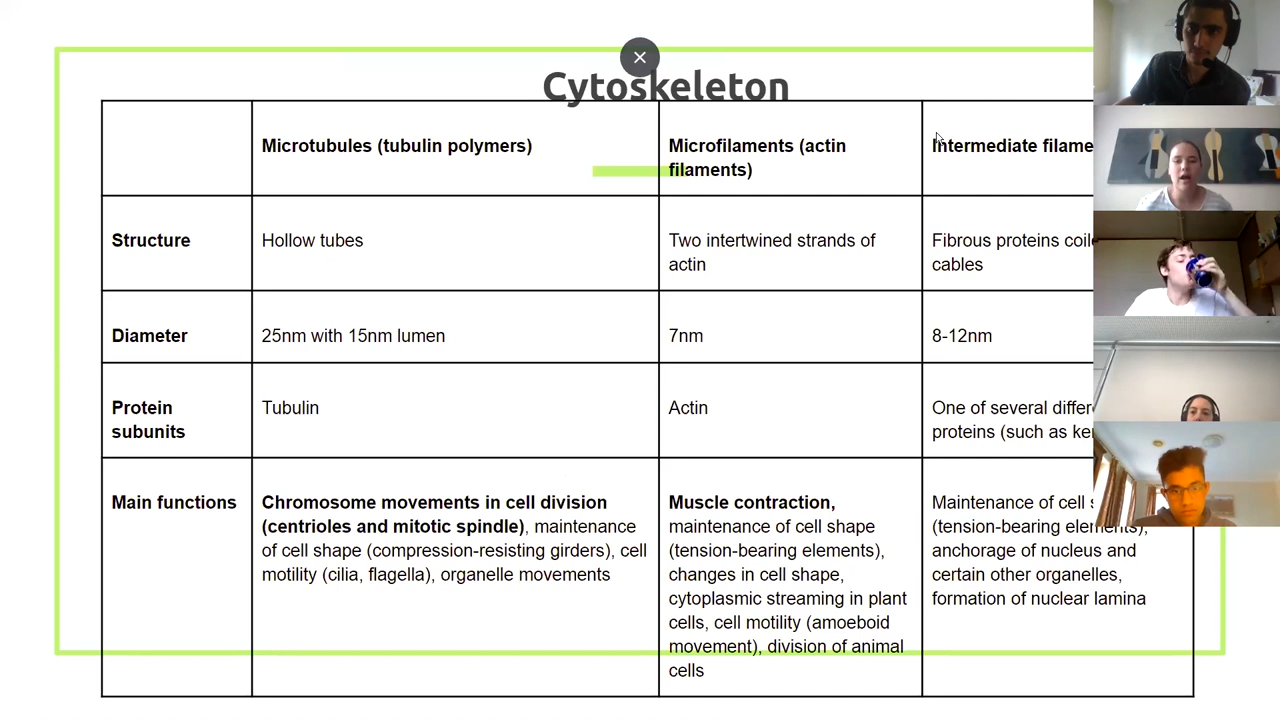 Cytoskeleton
Microtubules (tubulin polymers)
Microfilaments (actin
filaments)
Intermediate
Structure
Hollow tubes
Two intertwined strands of
actin
Fibrous proteins
cables
Diameter
25nm with 15nm lumen
7nm
8-12nm
Protein
subunits
Tubulin
Actin
One of several
proteins (such as
Main functions
Chromosome movements in cell division
(centrioles and mitotic spindle), maintenance
of cell shape (compression-resisting girders), cell
motility (cilia, flagella), organelle movements
Muscle contraction,
maintenance of cell shape
(tension-bearing elements),
changes in cell shape,
cytoplasmic streaming in plant
cells, cell motility (amoeboid
movement), division of animal
cells
Maintenance of cell
(tension-bearing elements),
anchorage of nucleus and
certain other organelles,
formation of nuclear lamina